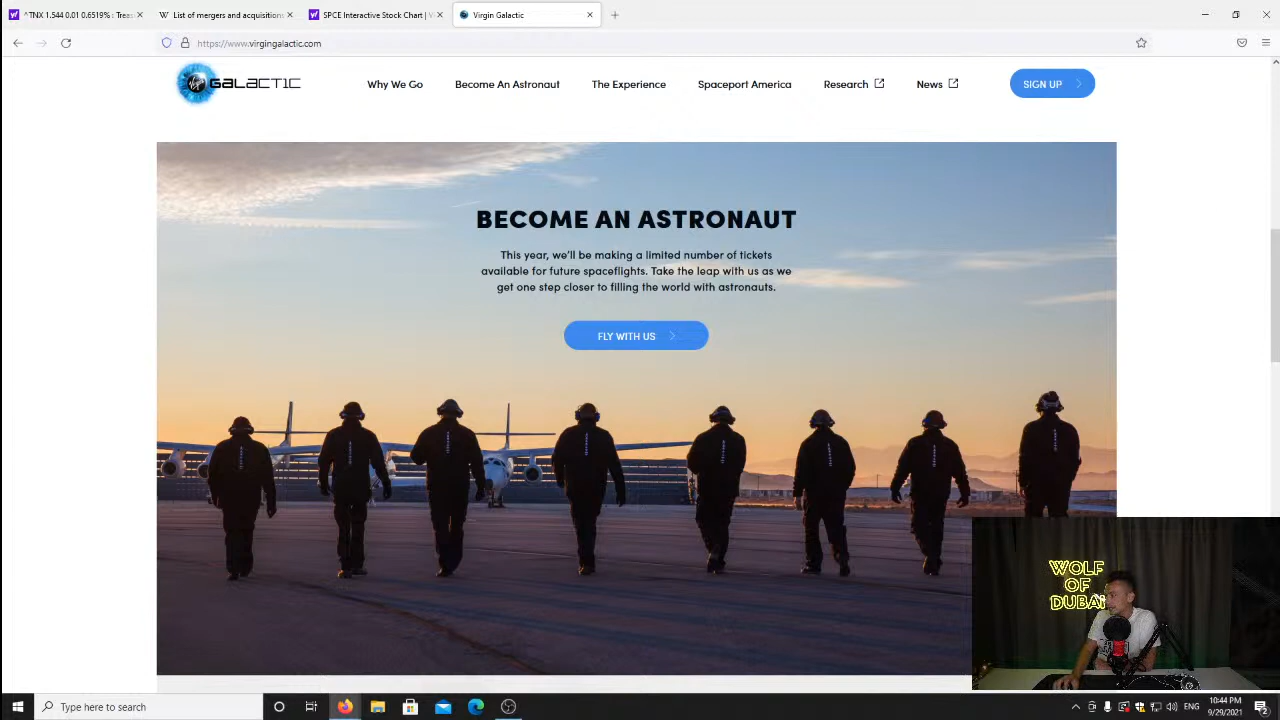 ^TNX 1.544 0.01 0.6519% : Treas
List of mergers and acquisitions
SPCE Interactive Stock Chart | V
Virgin Galactic
https://www.virgingalactic.com
GALACTIC
Why We Go
Become An Astronaut
The Experience
Spaceport America
Research
News
SIGN UP
BECOME AN ASTRONAUT
This year, we'll be making a limited number of tickets
available for future spaceflights. Take the leap with us as we
get one step closer to filling the world with astronauts.
FLY WITH US
WOLF
OF
DUBAI
Type here to search
ENG
10:44 PM
9/29/2021
2